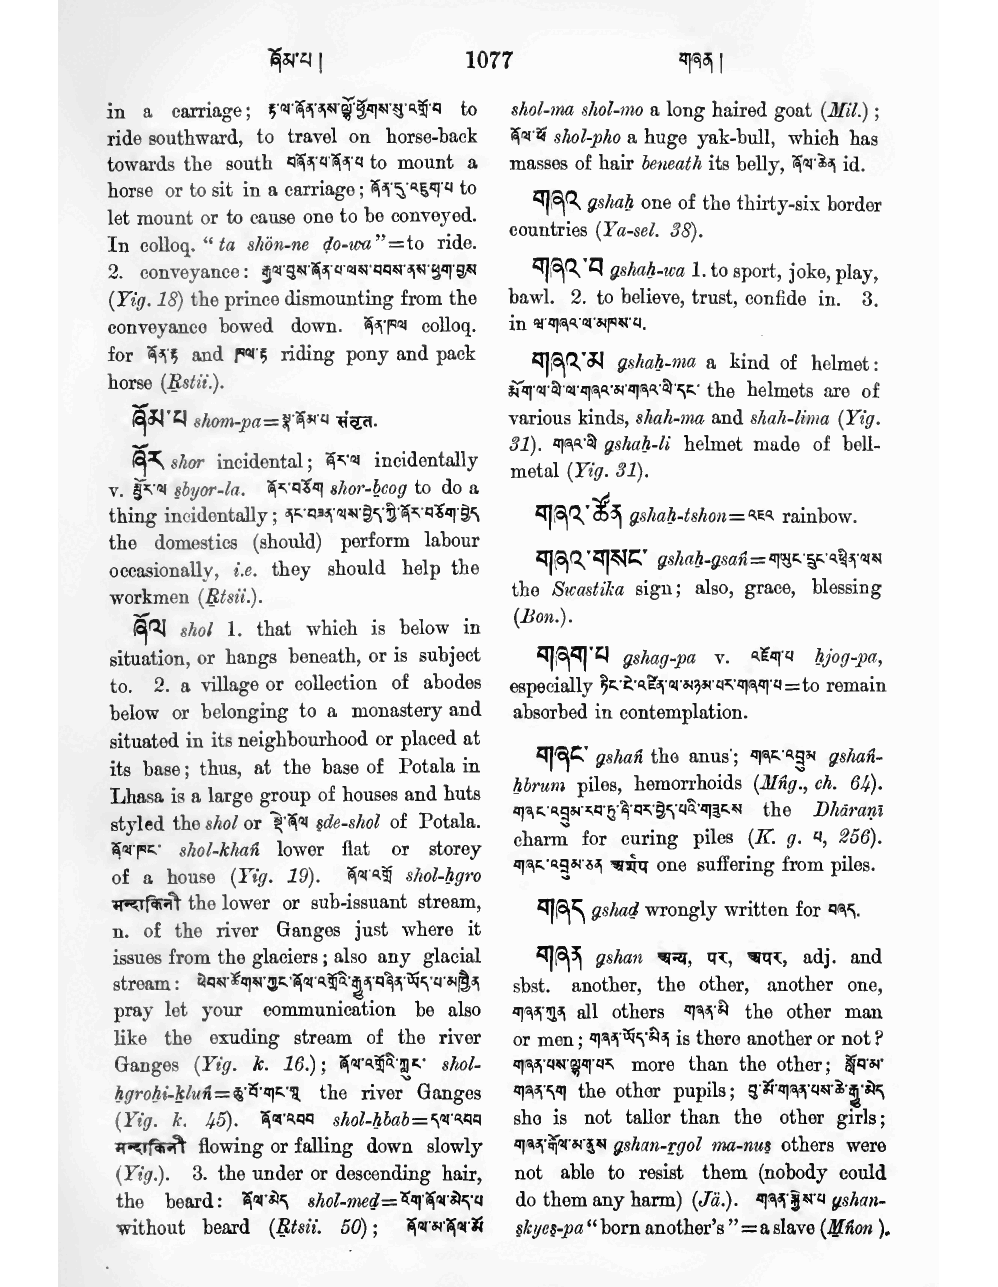 ཞོམ་པ།
1077
གཞན།
in a carriage; རྟ་ལ་ཞོན་ནས་ལྷོ་ཕྱོགས་སུ་འགྲོ་བ to
ride southward, to travel on horse-back
towards the south བཞོན་པ་ཞོན་པ to mount a
horse or to sit in a carriage; ཞོན་དུ་འཇུག་པ to
let mount or to cause one to be conveyed.
In colloq. “ ta shön-ne ḍo-wa ”=to ride.
2. conveyance: རྒྱལ་བུས་ཞོན་པ་ལས་བབས་ནས་ཕྱག་བྱས
(Yig. 18) the prince dismounting from the
conveyance bowed down. ཞོན་ཁལ colloq.
for ཞོན་རྟ and ཁལ་རྟ riding pony and pack
horse (Ṟstii.).
ཞོམ་པ shom-pa= ཞོམ་པ
ཞོར shor incidental; ཞོར་ལ incidentally
v. སྦྱོར་ལ ṣbyor-la. ཞོར་བཅོག shor-ḇcog to do a
thing incidentally; ནང་བཟན་ལས་བྱེད་ཀྱི་ཞོར་བཅོག་བྱེད
the domestics (should) perform labour
occasionally, i.e. they should help the
workmen (Ṟtsii.).
ཞོལ shol 1. that which is below in
situation, or hangs beneath, or is subject
to. 2. a village or collection of abodes
below or belonging to a monastery and
situated in its neighbourhood or placed at
its base; thus, at the base of Potala in
Lhasa is a large group of houses and huts
styled the shol or སྡེ་ཞོལ ṣde-shol of Potala.
ཞོལ་ཁང་ shol-khañ lower flat or storey
of a house (Yig. 19). ཞོལ་འགྲོ shol-ḥgro
मन्दाकिनी the lower or sub-issuant stream,
n. of the river Ganges just where it
issues from the glaciers; also any glacial
stream: ཕེབས་ཚོགས་ཀྱང་ཞོལ་འགྲོའི་རྒྱུན་བཞིན་ཡོད་པ་མཁྱེན
pray let your communication be also
like the exuding stream of the river
Ganges (Yig. k. 16.); ཞོལ་འགྲོའི་ཀླུང་ shol-
ḥgroḥi-ḵluñ=ཆུ་བོ་གང་གཱ the river Ganges
(Yig. k. 45). ཞོལ་འབབ shol-ḥbab=དལ་འབབ
मन्दाकिनी flowing or falling down slowly
(Yig.). 3. the under or descending hair,
the beard: ཞོལ་མེད shol-meḏ=འོག་ཞོལ་མེད་པ
without beard (Ṟtsii. 50); ཞོལ་མ་ཞོལ་མོ
shol-ma shol-mo a long haired goat (Mil.);
ཞོལ་ཕོ shol-pho a huge yak-bull, which has
masses of hair beneath its belly, ཞོལ་ཆེན id.
གཞའ gshaḥ one of the thirty-six border
countries (Ya-sel. 38).
གཞའ་བ gshaḥ-wa 1. to sport, joke, play,
bawl. 2. to believe, trust, confide in. 3.
in ཝ་གཞའ་ལ་མཁས་པ.
གཞའ་མ gshaḥ-ma a kind of helmet:
རྨོག་ལ་ཞི་ལ་གཞའ་མ་གཞའ་ལི་དང་ the helmets are of
various kinds, shah-ma and shah-lima (Yig.
31). གཞའ་ལི gshaḥ-li helmet made of bell-
metal (Yig. 31).
གཞའ་ཚོན gshaḥ-tshon=འཇའ rainbow.
གཞའ་གསང་ gshaḥ-gsañ=གཡུང་དྲུང་འཕྲིན་ལས
the Swastika sign; also, grace, blessing
(Bon.).
གཞག་པ gshag-pa v. འཇོག་པ ḥjog-pa,
especially ཏིང་ངེ་འཛིན་ལ་མཉམ་པར་གཞག་པ=to remain
absorbed in contemplation.
གཞང་ gshañ the anus; གཞང་འབྲུམ gshañ-
ḥbrum piles, hemorrhoids (Mñg., ch. 64).
གཞང་འབྲུམ་རབ་ཏུ་ཞི་བར་བྱེད་པའི་གཟུངས the Dhāraṇī
charm for curing piles (K. g. པ, 256).
གཞང་འབྲུམ་ཅན one suffering from piles.
གཞད gshaḏ wrongly written for བཞད.
གཞན gshan अन्य, पर, अपर, adj. and
sbst. another, the other, another one,
གཞན་ཀུན all others གཞན་མི the other man
or men; གཞན་ཡོད་མིན is there another or not?
གཞན་པས་ལྷག་པར more than the other; སློབ་མ་
གཞན་དག the other pupils; བུ་མོ་གཞན་པས་ཆེ་རྒྱུ་མེད
she is not taller than the other girls;
གཞན་རྒོལ་མ་ནུས gshan-ṟgol ma-nuṣ others were
not able to resist them (nobody could
do them any harm) (Jä.). གཞན་སྐྱེས་པ gshan-
ṣkyeṣ-pa “born another’s”=a slave (Ṃñon ).